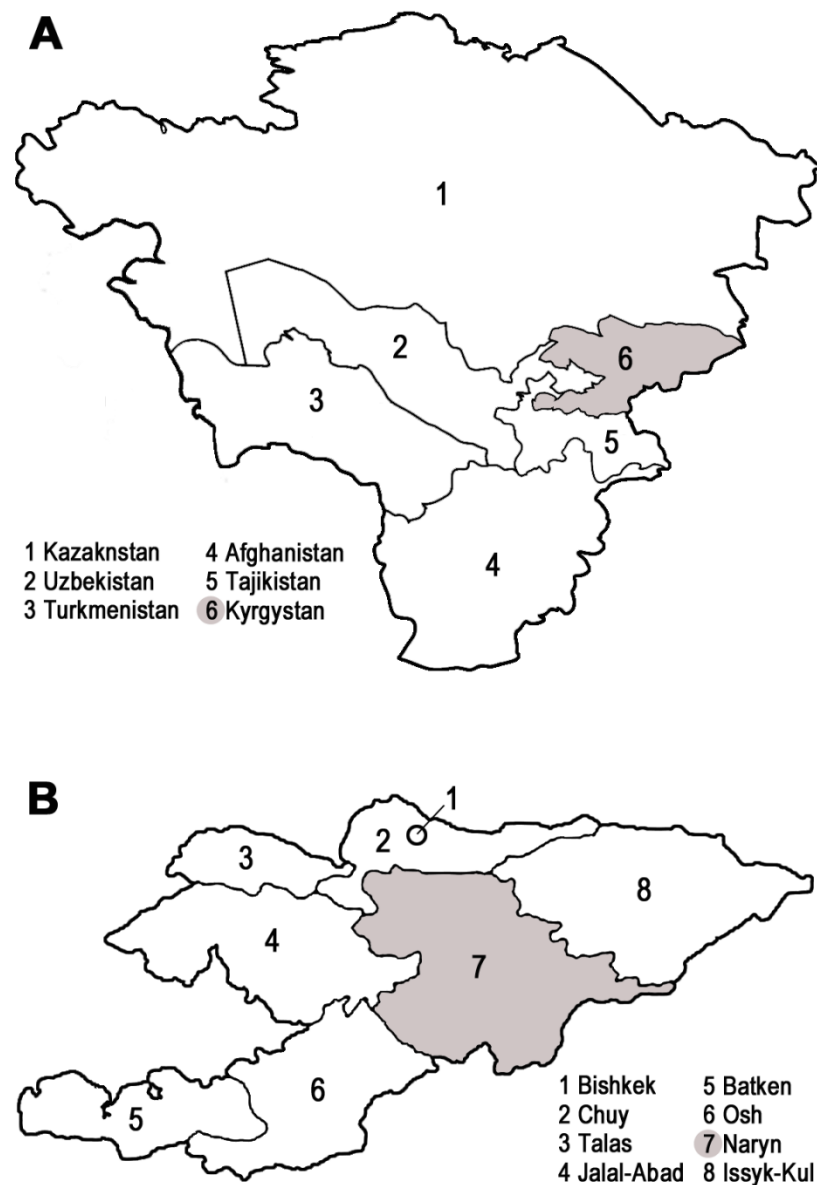 A
1
2
6
3
5
4
1 Kazaknstan 4 Afghanistan
2 Uzbekistan 5 Tajikistan
3 Turkmenistan 6 Kyrgystan
B
1
2
3
8
4
7
6
5
1 Bishkek 5 Batken
2 Chuy 6 Osh
3 Talas 7 Naryn
4 Jalal-Abad 8 Issyk-Kul